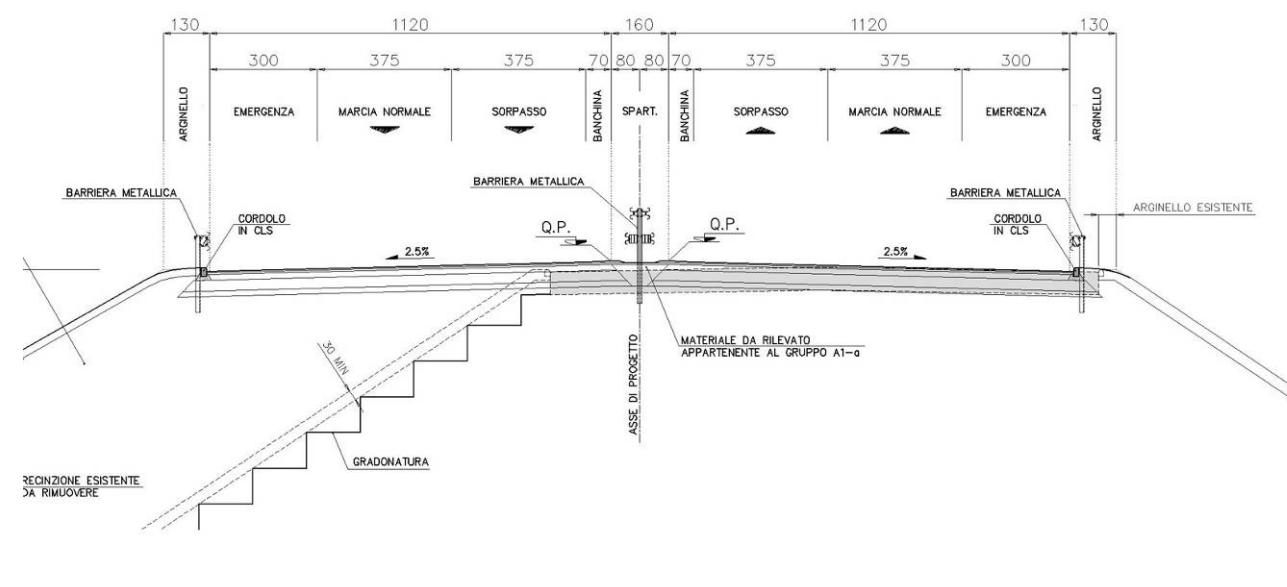 130 1120 160 1120 130
300 375 375 70 80 80 70 375 375 300
ARGINELLO EMERGENZA MARCIA NORMALE SORPASSO BANCHINA SPART. BANCHINA SORPASSO MARCIA NORMALE EMERGENZA ARGINELLO
BARRIERA METALLICA
BARRIERA METALLICA
BARRIERA METALLICA
ARGINELLO ESISTENTE
CORDOLO
IN CLS
Q.P.
Q.P.
CORDOLO
IN CLS
2.5%
2.5%
MATERIALE DA RILEVATO
APPARTENENTE AL GRUPPO A1-a
30 MIN
ASSE DI PROGETTO
GRADONATURA
RECINZIONE ESISTENTE
DA RIMUOVERE